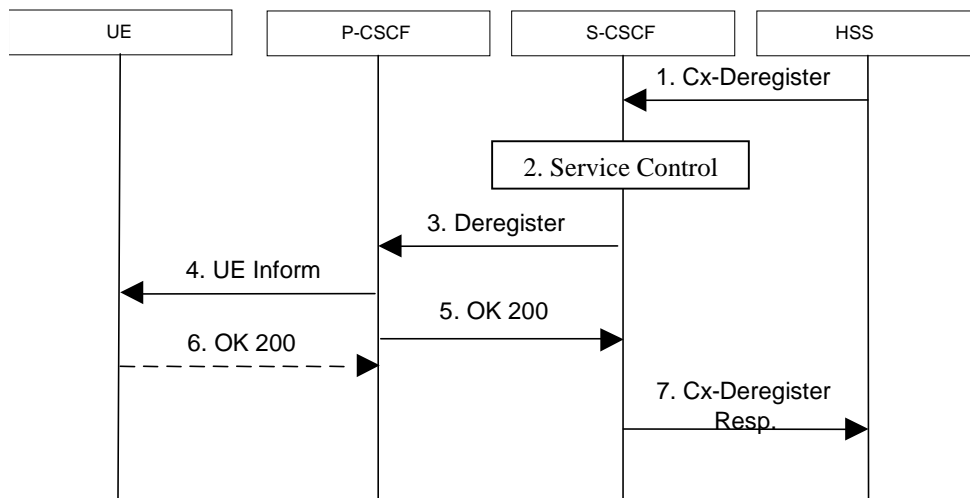 UE
P-CSCF
S-CSCF
HSS
1. Cx-Deregister
2. Service Control
3. Deregister
4. UE Inform
5. OK 200
6. OK 200
7. Cx-Deregister
Resp.